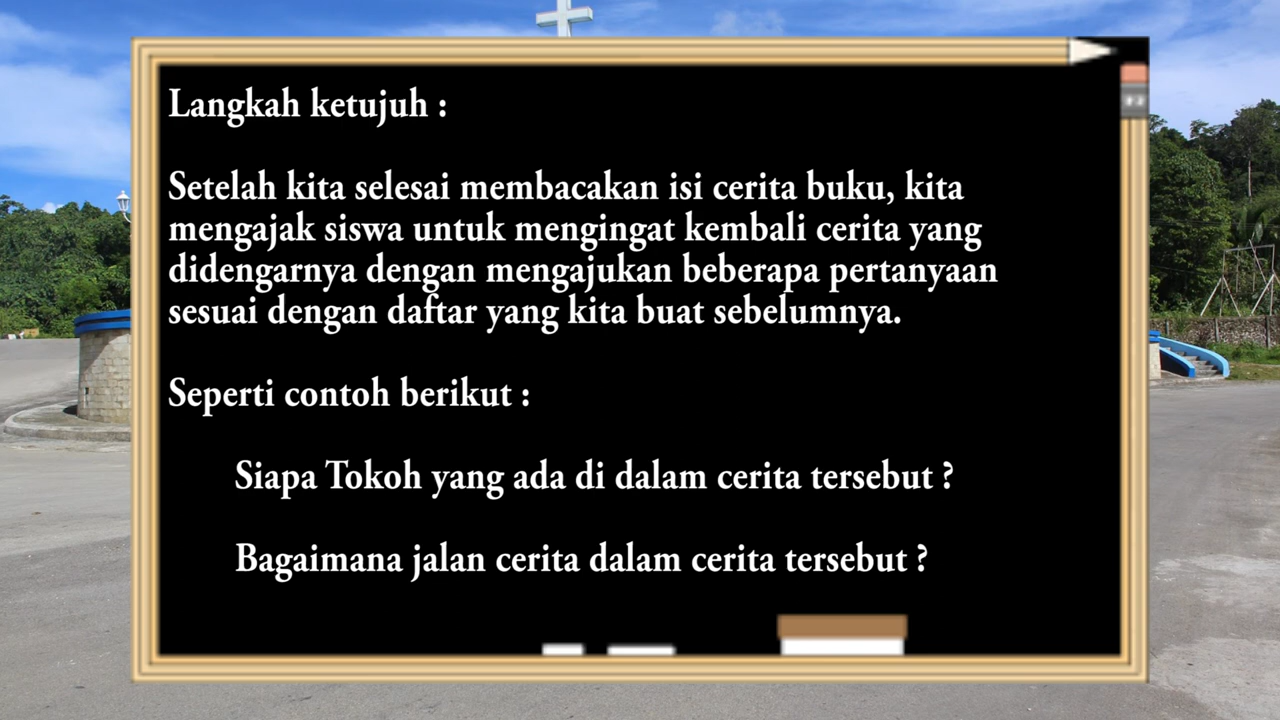 Langkah ketujuh :
Setelah kita selesai membacakan isi cerita buku, kita
mengajak siswa untuk mengingat kembali cerita yang
didengarnya dengan mengajukan beberapa pertanyaan
sesuai dengan daftar yang kita buat sebelumnya.
Seperti contoh berikut :
Siapa Tokoh yang ada di dalam cerita tersebut ?
Bagaimana jalan cerita dalam cerita tersebut ?